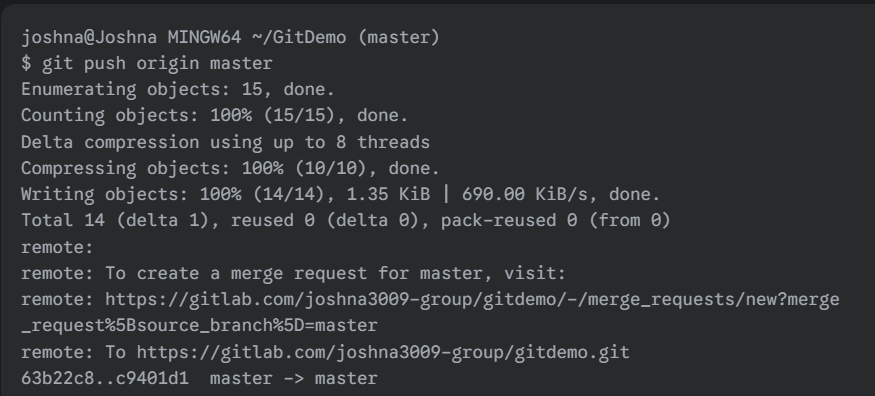 joshna@Joshna MINGW64 ~/GitDemo (master)
$ git push origin master
Enumerating objects: 15, done.
Counting objects: 100% (15/15), done.
Delta compression using up to 8 threads
Compressing objects: 100% (10/10), done.
Writing objects: 100% (14/14), 1.35 KiB | 690.00 KiB/s, done.
Total 14 (delta 1), reused 0 (delta 0), pack-reused 0 (from 0)
remote:
remote: To create a merge request for master, visit:
remote: https://gitlab.com/joshna3009-group/gitdemo/-/merge_requests/new?merge
_request%5Bsource_branch%5D=master
remote: To https://gitlab.com/joshna3009-group/gitdemo.git
63b22c8..c9401d1  master -> master